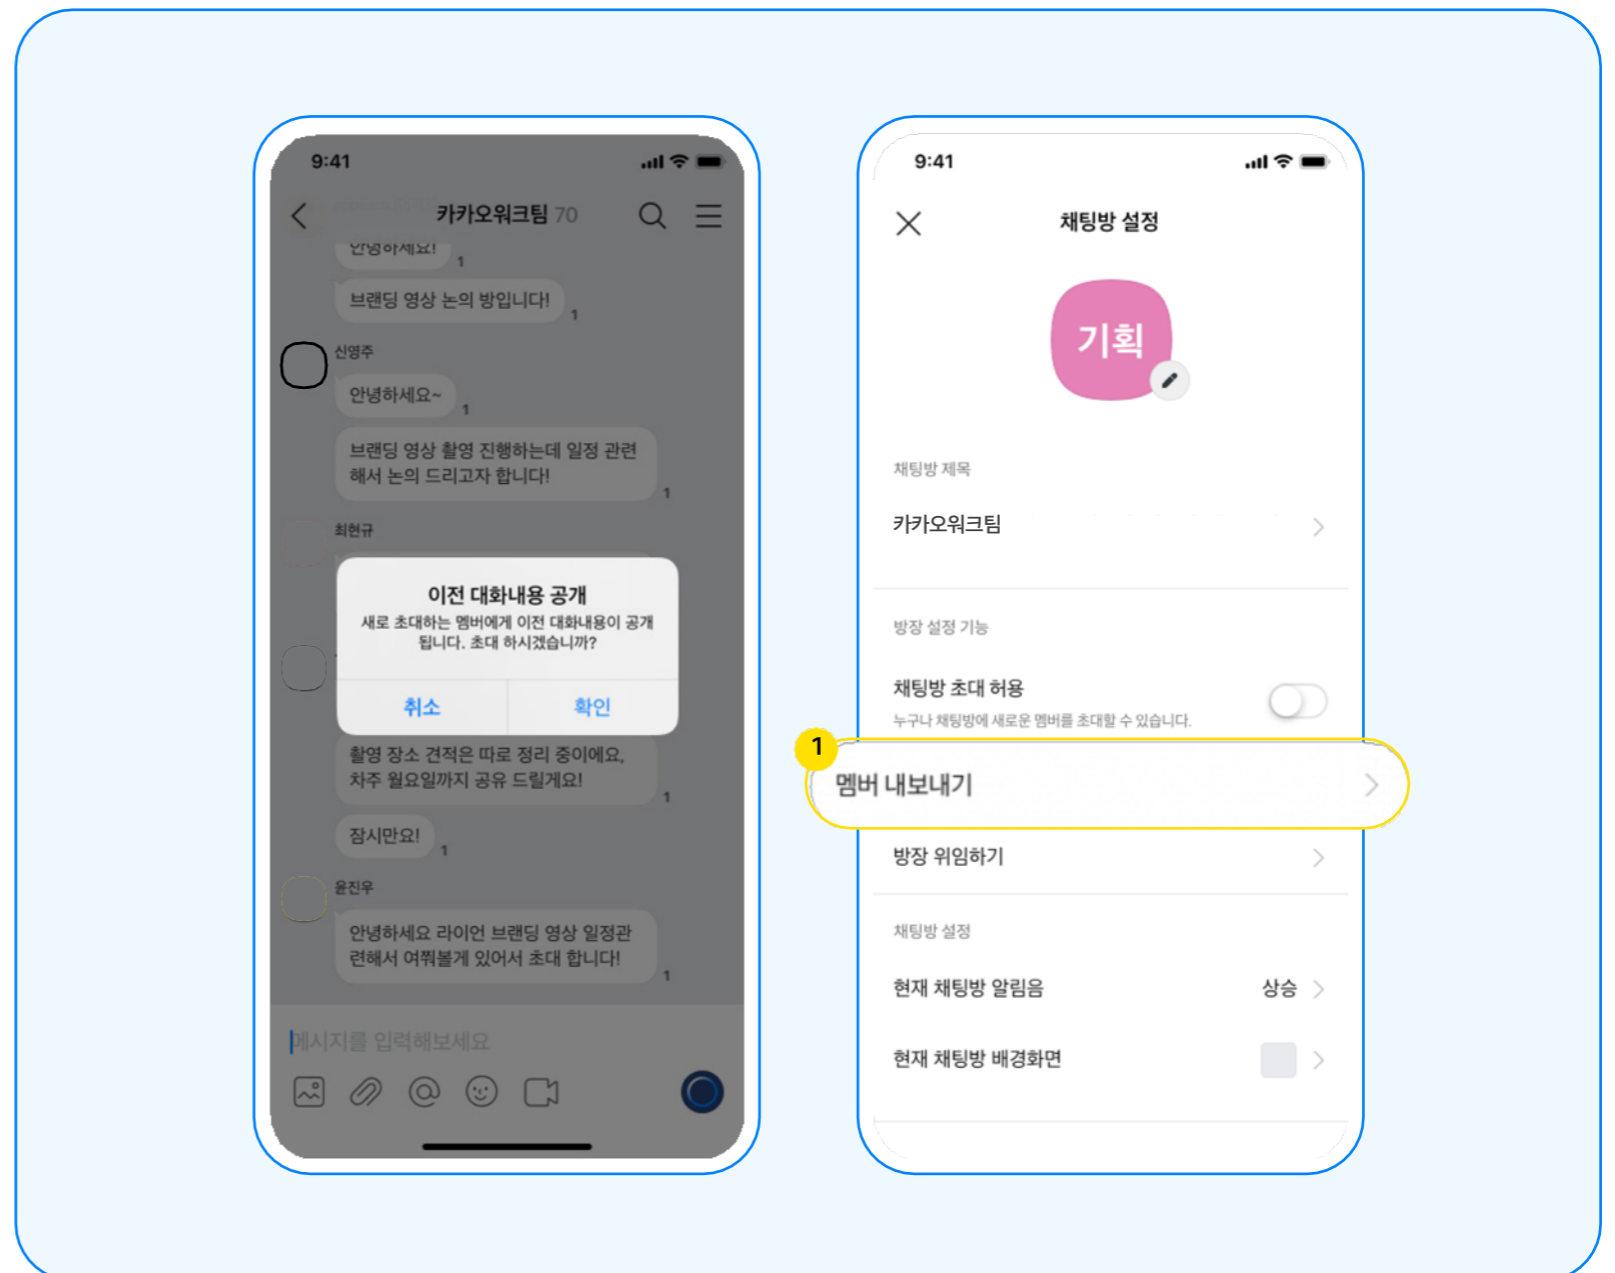 9:41
카카오워크팀 70
안녕하세요!
1
브랜딩 영상 논의 방입니다!
1
신영주
안녕하세요~
1
브랜딩 영상 촬영 진행하는데 일정 관련
해서 논의 드리고자 합니다!
1
최현규
이전 대화내용 공개
새로 초대하는 멤버에게 이전 대화내용이 공개
됩니다. 초대 하시겠습니까?
취소
확인
촬영 장소 견적은 따로 정리 중이에요,
차주 월요일까지 공유 드릴게요!
1
잠시만요!
1
윤진우
안녕하세요 라이언 브랜딩 영상 일정관
련해서 여쭤볼게 있어서 초대 합니다!
1
메시지를 입력해보세요
9:41
채팅방 설정
기획
채팅방 제목
카카오워크팀
방장 설정 기능
채팅방 초대 허용
누구나 채팅방에 새로운 멤버를 초대할 수 있습니다.
1
멤버 내보내기
방장 위임하기
채팅방 설정
현재 채팅방 알림음 상승
현재 채팅방 배경화면